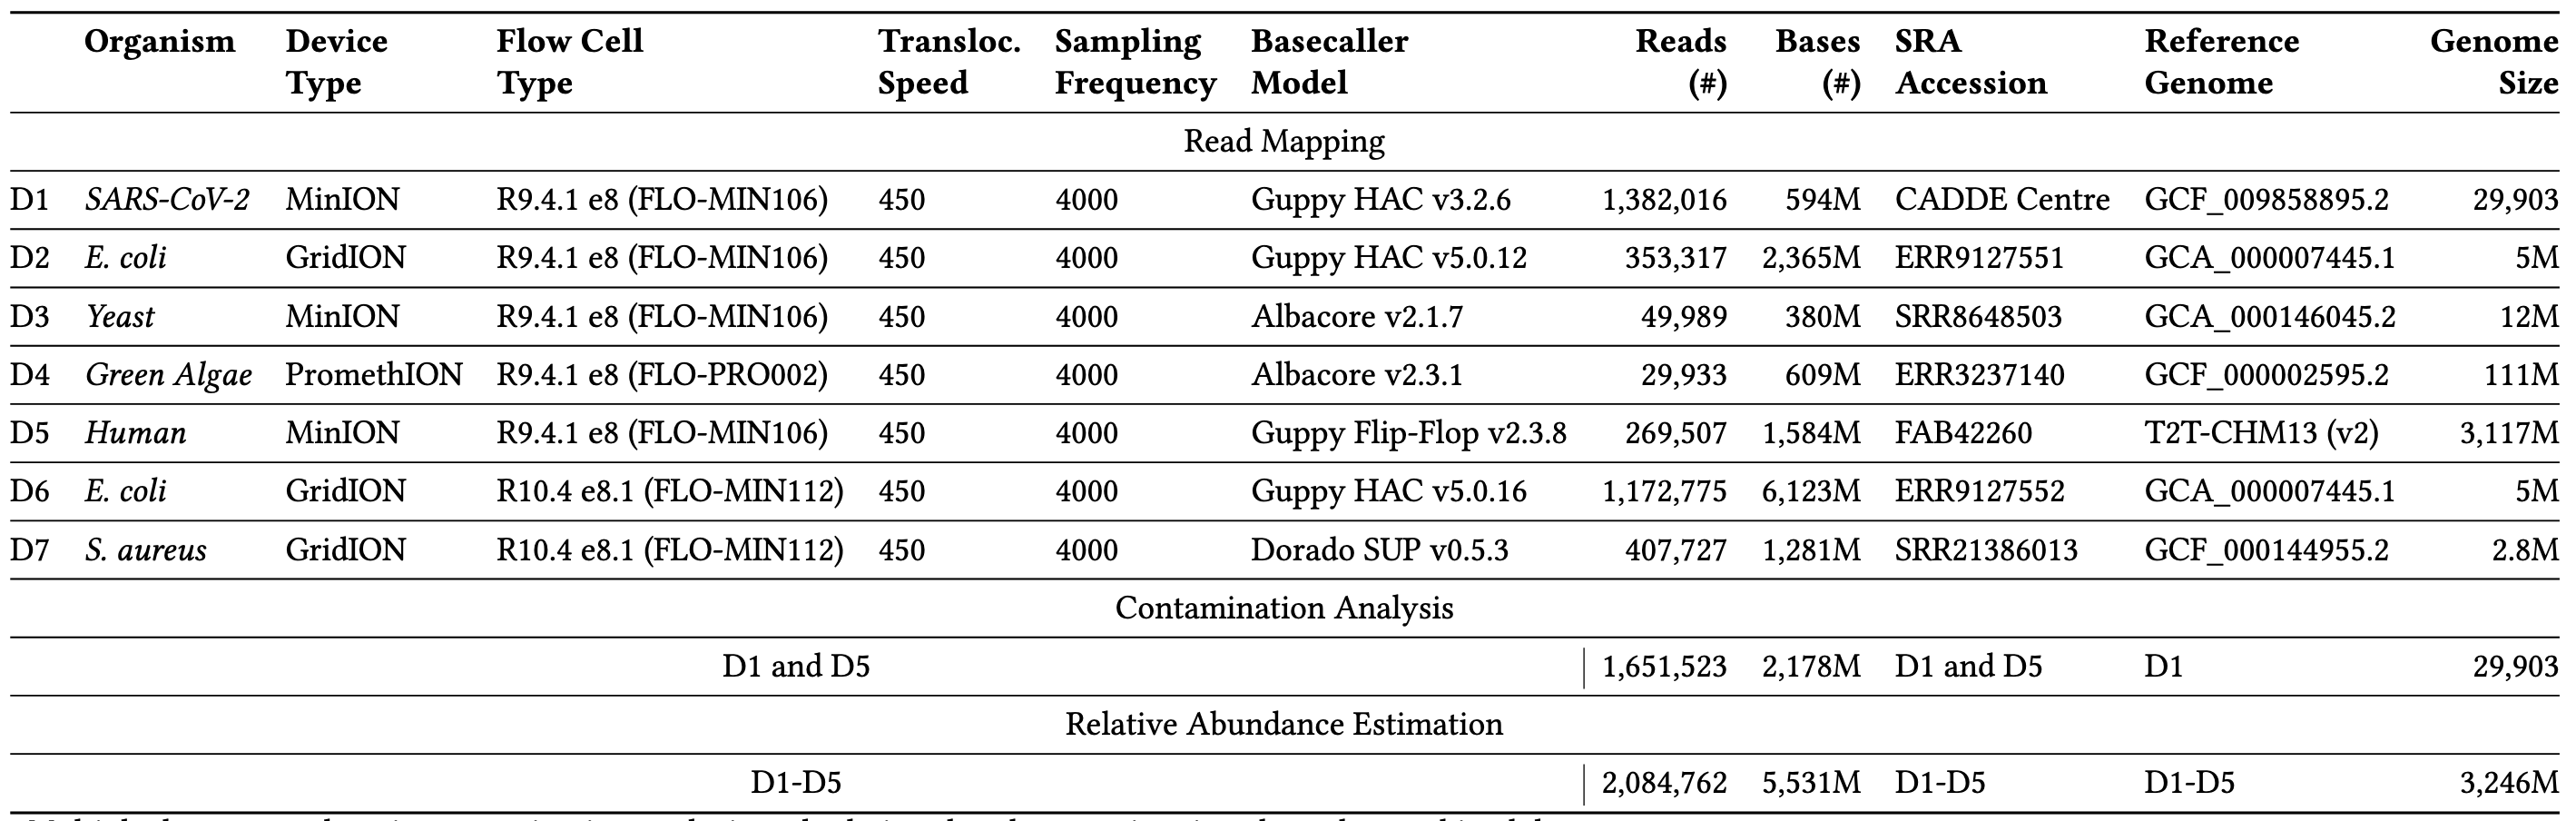 Organism Device Flow Cell Transloc. Sampling Basecaller Reads Bases SRA Reference Genome
Type Type Speed Frequency Model (#) (#) Accession Genome Size
Read Mapping
D1 SARS-CoV-2 MinION R9.4.1 e8 (FLO-MIN106) 450 4000 Guppy HAC v3.2.6 1,382,016 594M CADDE Centre GCF_009858895.2 29,903
D2 E. coli GridION R9.4.1 e8 (FLO-MIN106) 450 4000 Guppy HAC v5.0.12 353,317 2,365M ERR9127551 GCA_000007445.1 5M
D3 Yeast MinION R9.4.1 e8 (FLO-MIN106) 450 4000 Albacore v2.1.7 49,989 380M SRR8648503 GCA_000146045.2 12M
D4 Green Algae PromethION R9.4.1 e8 (FLO-PRO002) 450 4000 Albacore v2.3.1 29,933 609M ERR3237140 GCF_000002595.2 111M
D5 Human MinION R9.4.1 e8 (FLO-MIN106) 450 4000 Guppy Flip-Flop v2.3.8 269,507 1,584M FAB42260 T2T-CHM13 (v2) 3,117M
D6 E. coli GridION R10.4 e8.1 (FLO-MIN112) 450 4000 Guppy HAC v5.0.16 1,172,775 6,123M ERR9127552 GCA_000007445.1 5M
D7 S. aureus GridION R10.4 e8.1 (FLO-MIN112) 450 4000 Dorado SUP v0.5.3 407,727 1,281M SRR21386013 GCF_000144955.2 2.8M
Contamination Analysis
D1 and D5 1,651,523 2,178M D1 and D5 D1 29,903
Relative Abundance Estimation
D1-D5 2,084,762 5,531M D1-D5 D1-D5 3,246M